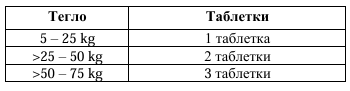 Тегло Таблетки
5 – 25 kg 1 таблетка
>25 – 50 kg 2 таблетки
>50 – 75 kg 3 таблетки